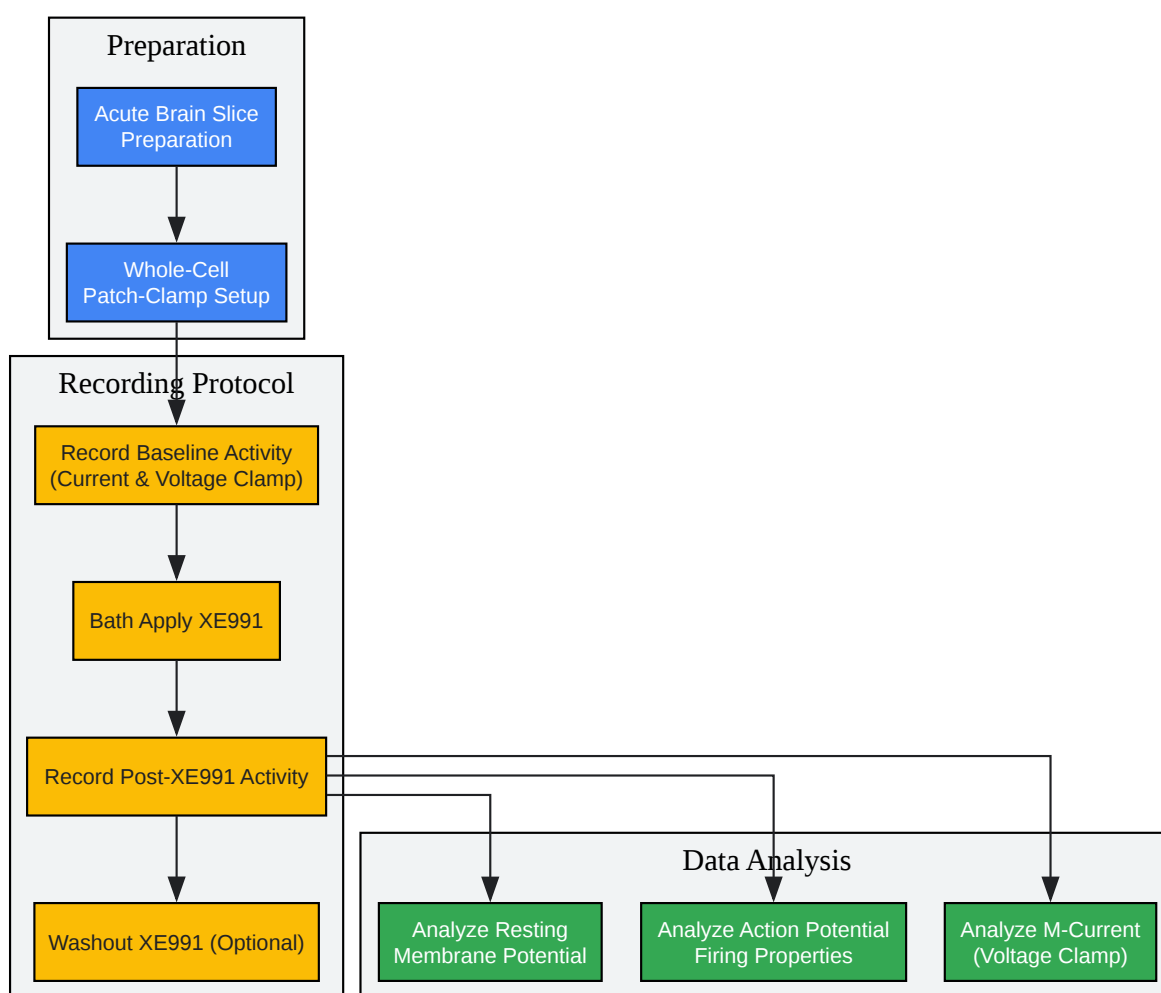 Preparation
Acute Brain Slice
Preparation
Whole-Cell
Patch-Clamp Setup
Recording Protocol
Record Baseline Activity
(Current & Voltage Clamp)
Bath Apply XE991
Record Post-XE991 Activity
Washout XE991 (Optional)
Data Analysis
Analyze Resting
Membrane Potential
Analyze Action Potential
Firing Properties
Analyze M-Current
(Voltage Clamp)